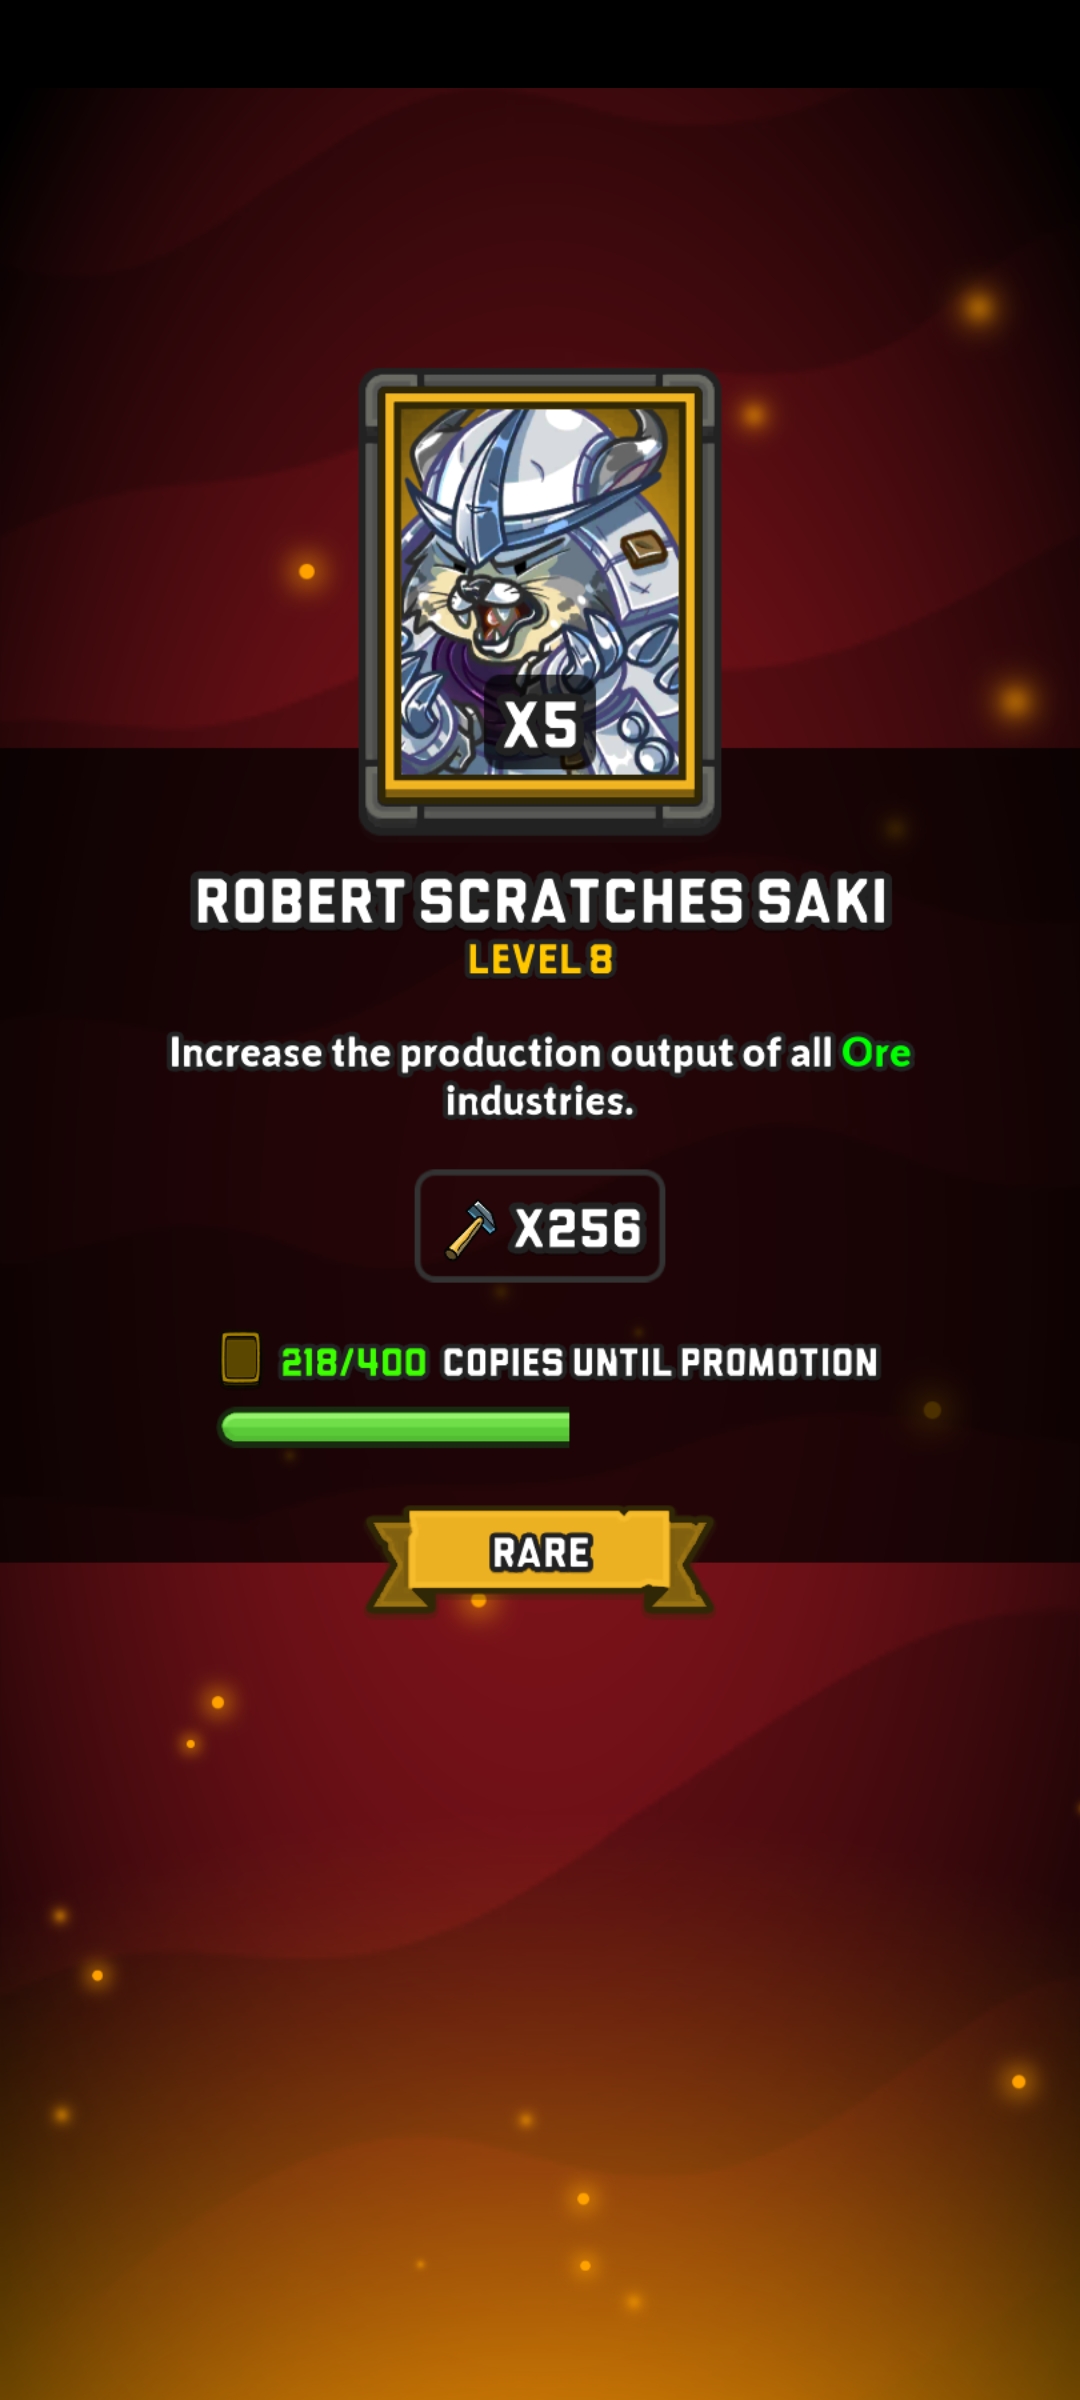 X5
ROBERT SCRATCHES SAKI
LEVEL 8
Increase the production output of all Ore
industries.
X256
218/400 COPIES UNTIL PROMOTION
RARE